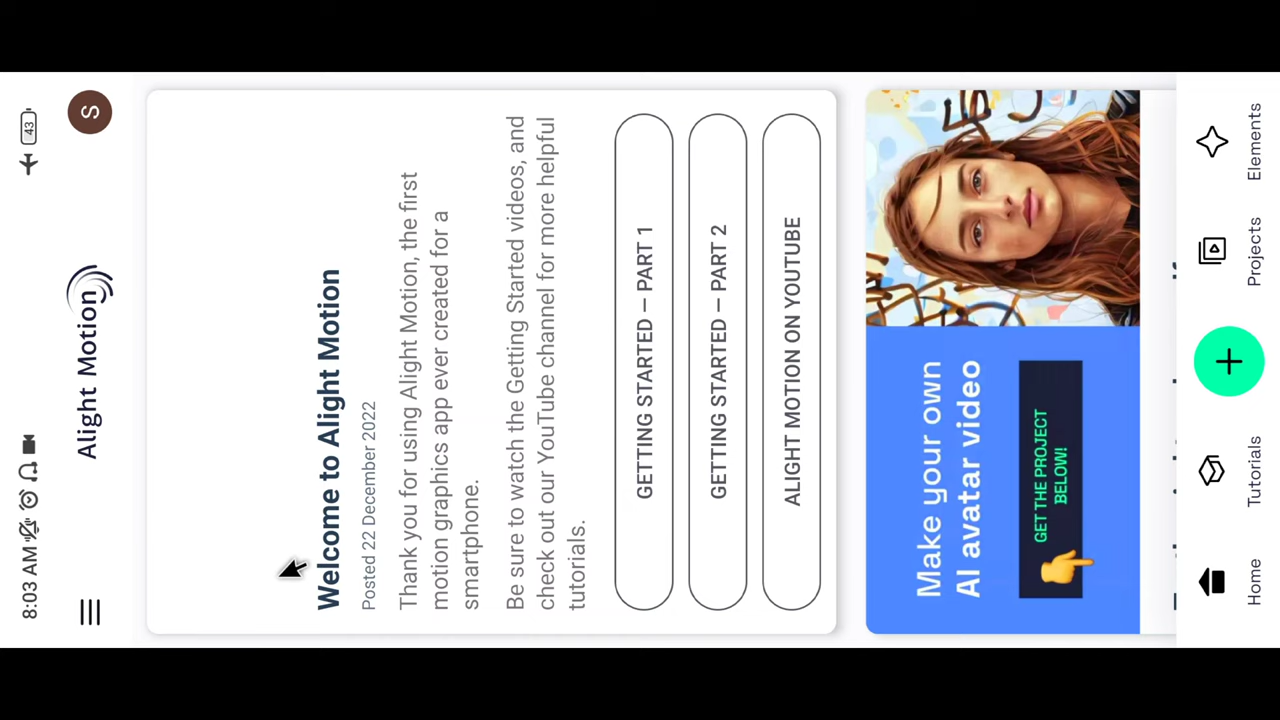 8:03 AM
43
Alight Motion
S
Welcome to Alight Motion
Posted 22 December 2022
Thank you for using Alight Motion, the first
motion graphics app ever created for a
smartphone.
Be sure to watch the Getting Started videos, and
check out our YouTube channel for more helpful
tutorials.
GETTING STARTED – PART 1
GETTING STARTED – PART 2
ALIGHT MOTION ON YOUTUBE
Make your own
AI avatar video
GET THE PROJECT
BELOW!
Home
Tutorials
Projects
Elements